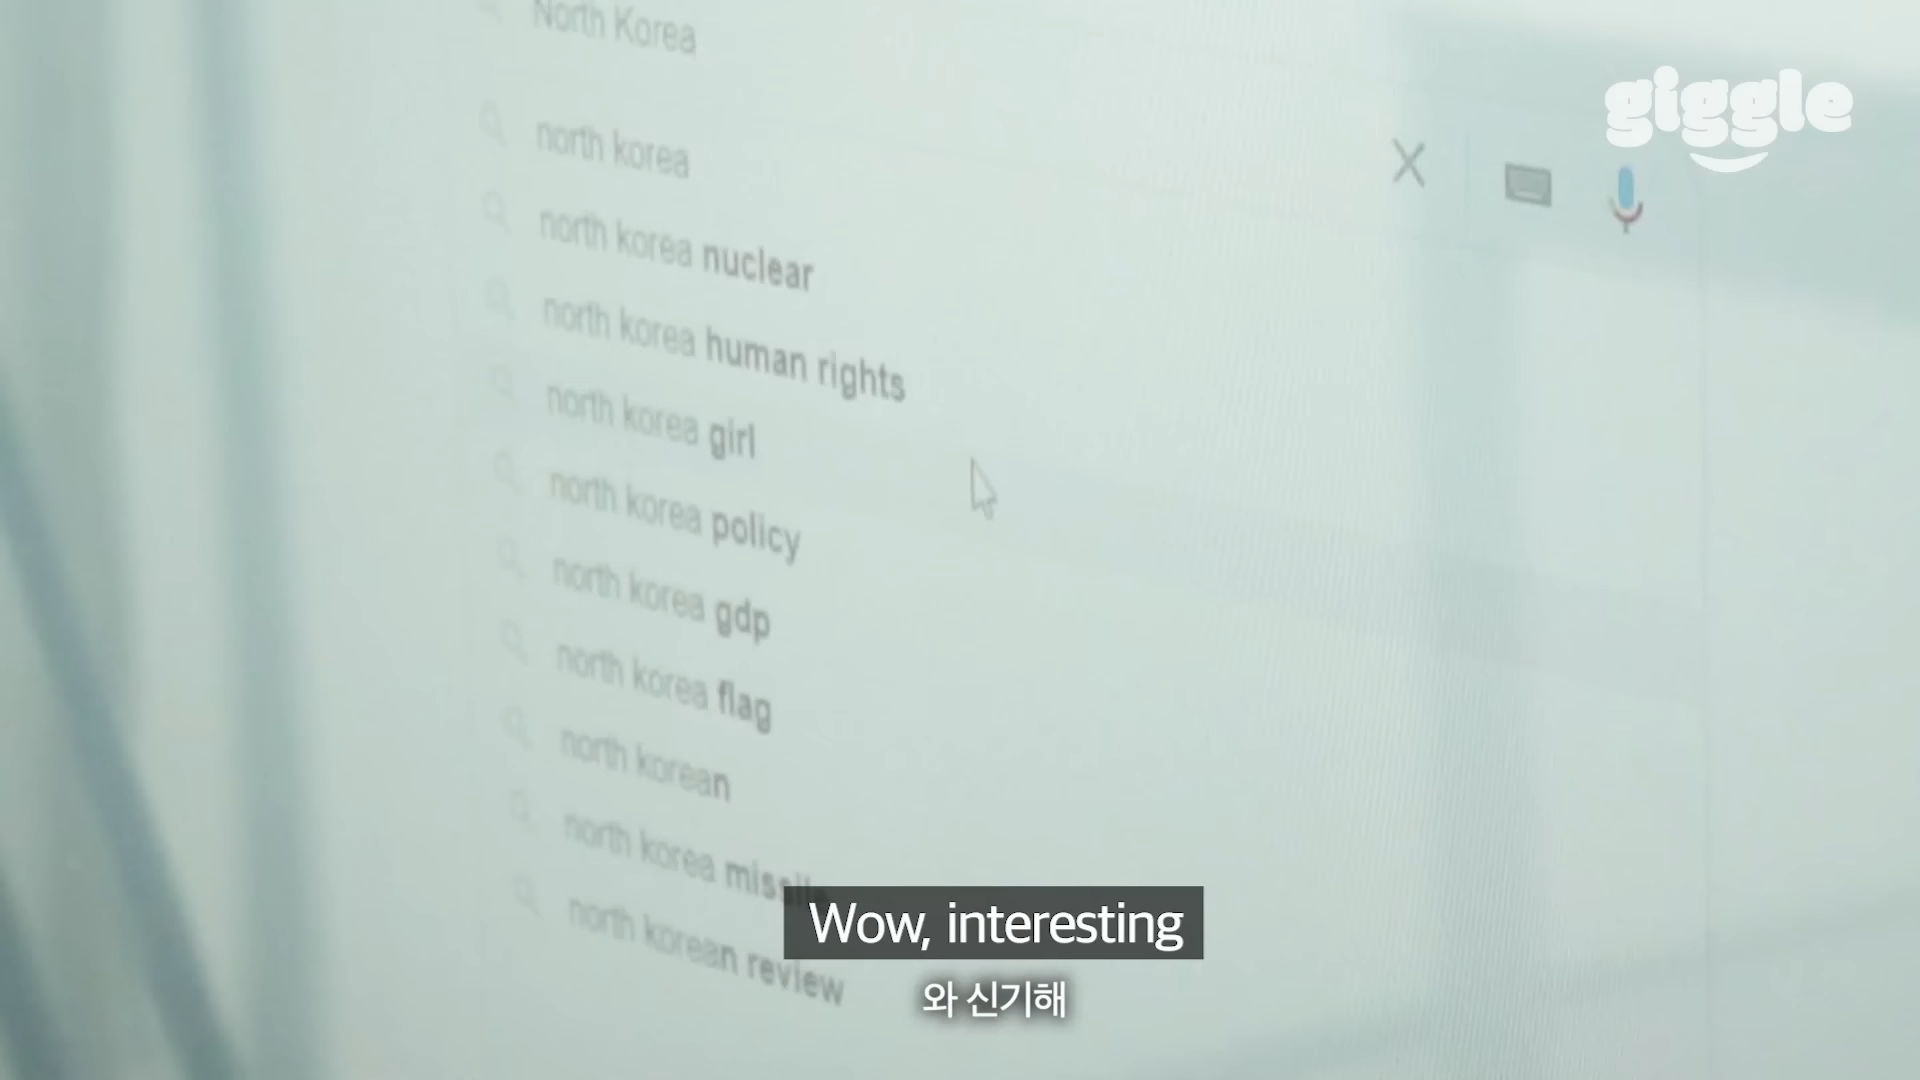 North Korea
giggle
north korea
north korea nuclear
north korea human rights
north korea girl
north korea policy
north korea gdp
north korea flag
north korean
north korea missile
north korean review
Wow, interesting
와 신기해